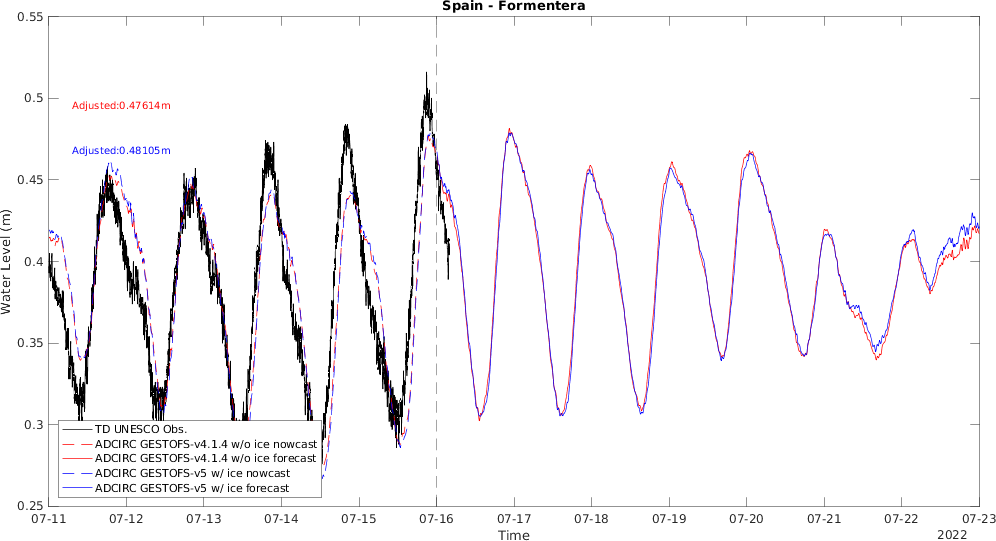 Spain - Formentera
0.55
0.5
0.45
0.4
0.35
0.3
0.25
Water Level (m)
Adjusted:0.47614m
Adjusted:0.48105m
TD UNESCO Obs.
ADCIRC GESTOFS-v4.1.4 w/o ice nowcast
ADCIRC GESTOFS-v4.1.4 w/o ice forecast
ADCIRC GESTOFS-v5 w/ ice nowcast
ADCIRC GESTOFS-v5 w/ ice forecast
07-11 07-12 07-13 07-14 07-15 07-16 07-17 07-18 07-19 07-20 07-21 07-22 07-23
Time
2022